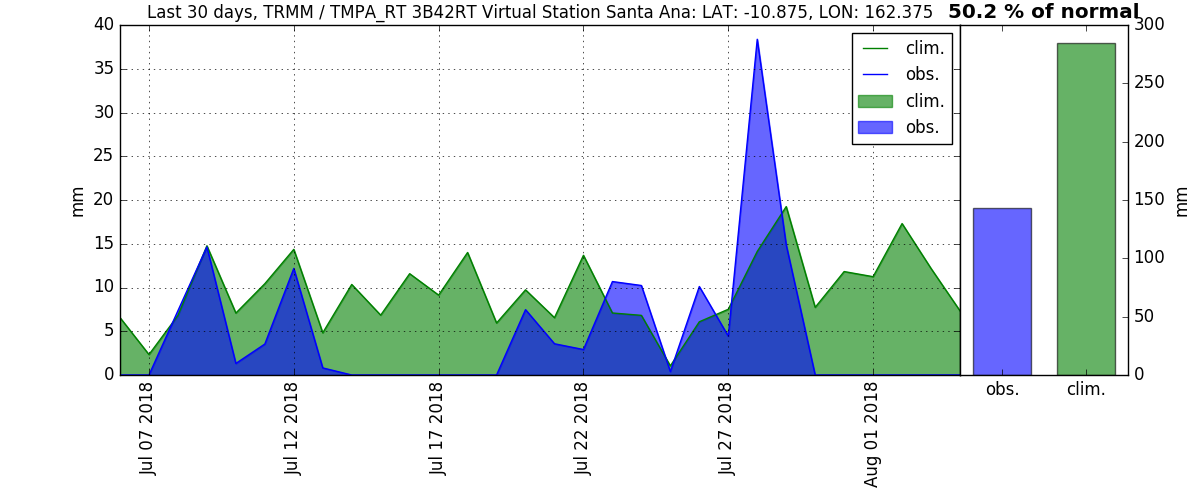 Last 30 days, TRMM / TMPA_RT 3B42RT Virtual Station Santa Ana: LAT: -10.875, LON: 162.375
50.2 % of normal
40
35
30
25
20
15
10
5
0
mm
clim.
obs.
clim.
obs.
Jul 07 2018
Jul 12 2018
Jul 17 2018
Jul 22 2018
Jul 27 2018
Aug 01 2018
300
250
200
150
100
50
0
mm
obs.
clim.